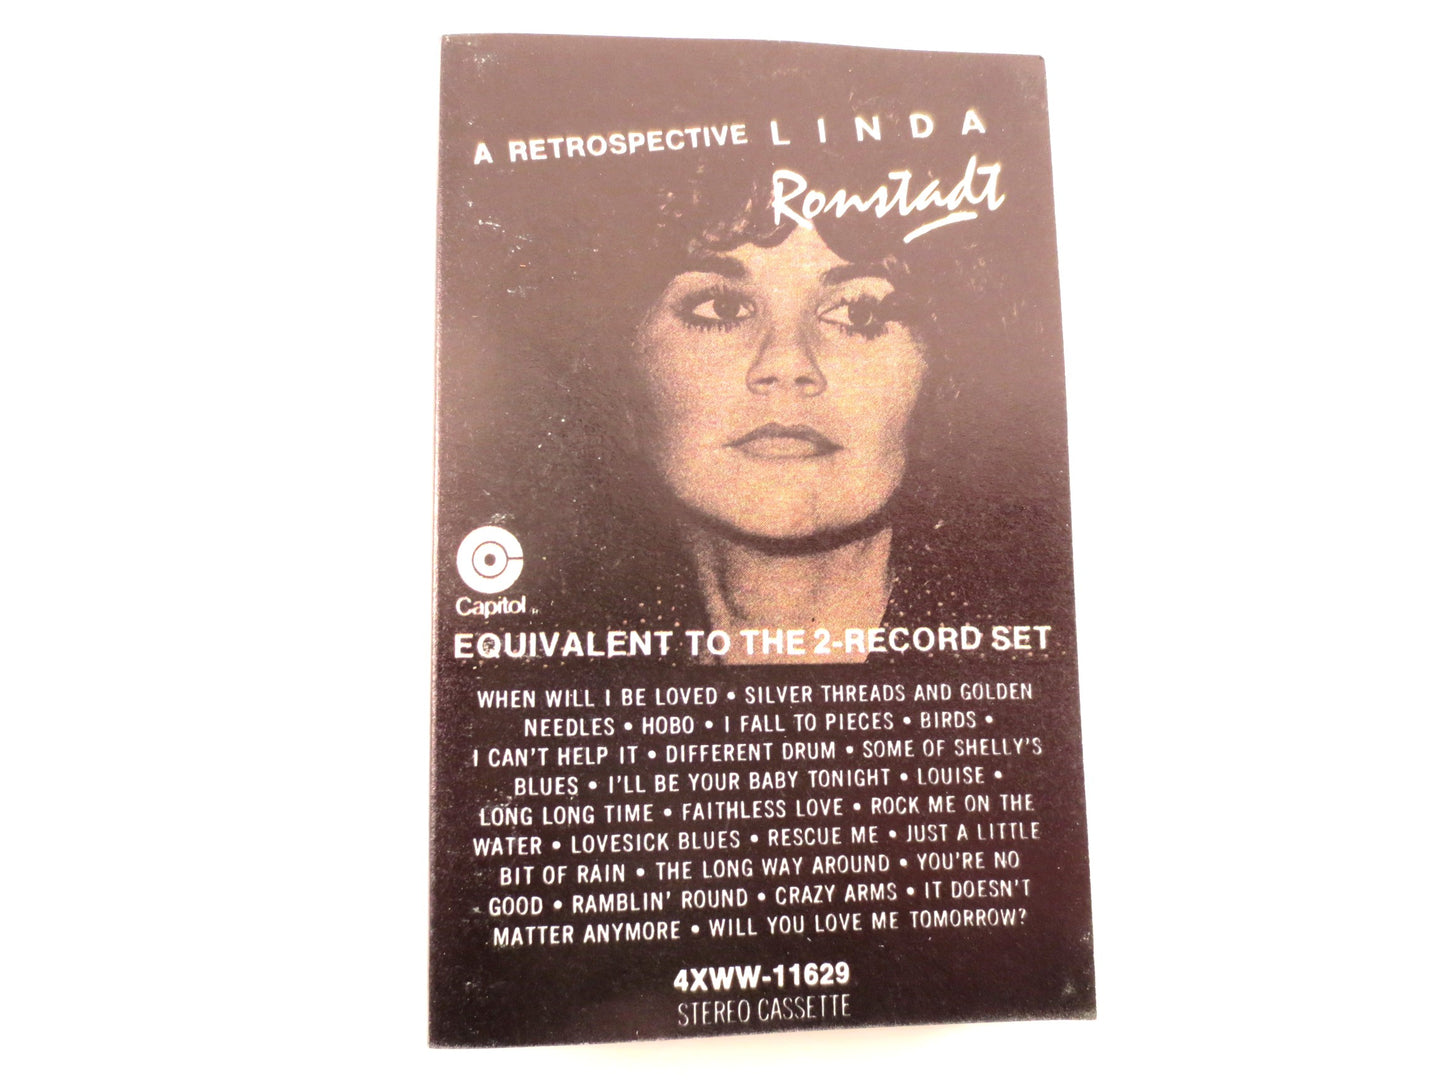 A RETROSPECTIVE LINDA
Ronstadt
Capitol
EQUIVALENT TO THE 2-RECORD SET
WHEN WILL I BE LOVED • SILVER THREADS AND GOLDEN
NEEDLES • HOBO • I FALL TO PIECES • BIRDS •
I CAN'T HELP IT • DIFFERENT DRUM • SOME OF SHELLY'S
BLUES • I'LL BE YOUR BABY TONIGHT • LOUISE •
LONG LONG TIME • FAITHLESS LOVE • ROCK ME ON THE
WATER • LOVESICK BLUES • RESCUE ME • JUST A LITTLE
BIT OF RAIN • THE LONG WAY AROUND • YOU'RE NO
GOOD • RAMBLIN' ROUND • CRAZY ARMS • IT DOESN'T
MATTER ANYMORE • WILL YOU LOVE ME TOMORROW?
4XWW-11629
STEREO CASSETTE